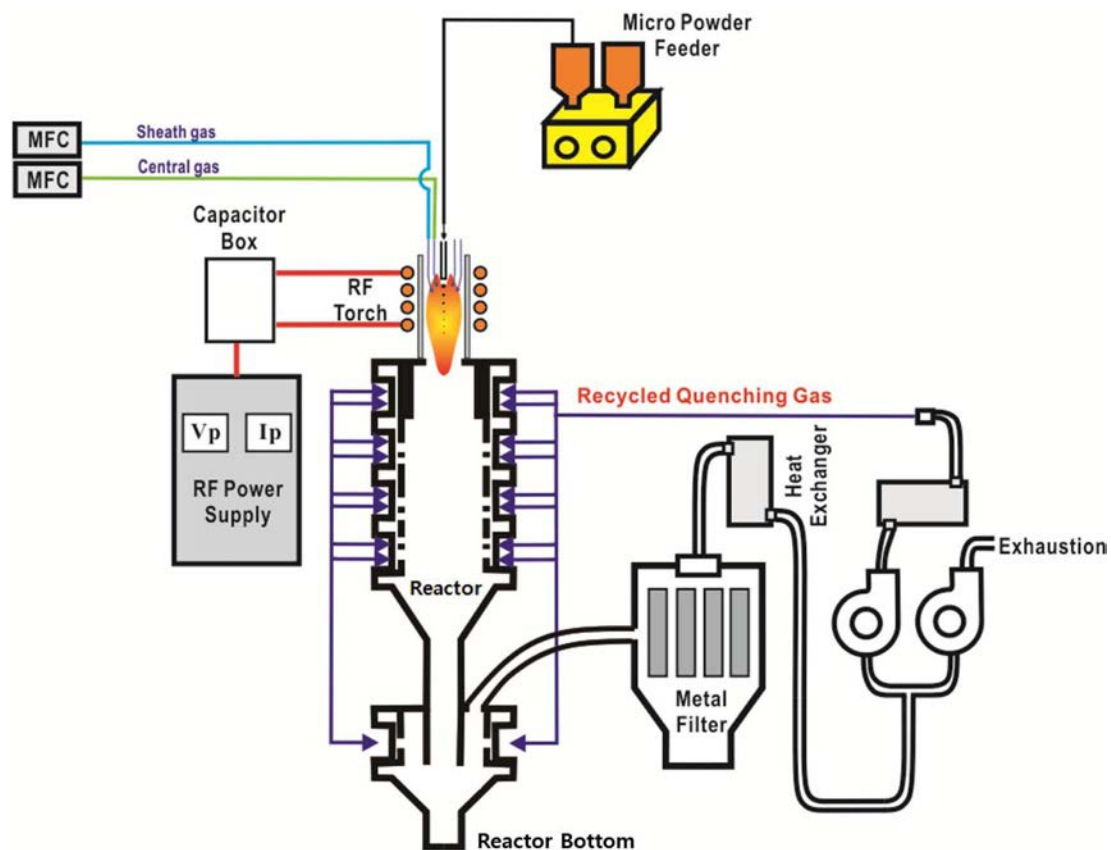 Micro Powder
Feeder
MFC
Sheath gas
MFC
Central gas
Capacitor
Box
RF
Torch
Recycled Quenching Gas
Vp
Ip
RF Power
Supply
Heat
Exchanger
Exhaustion
Reactor
Metal
Filter
Reactor Bottom